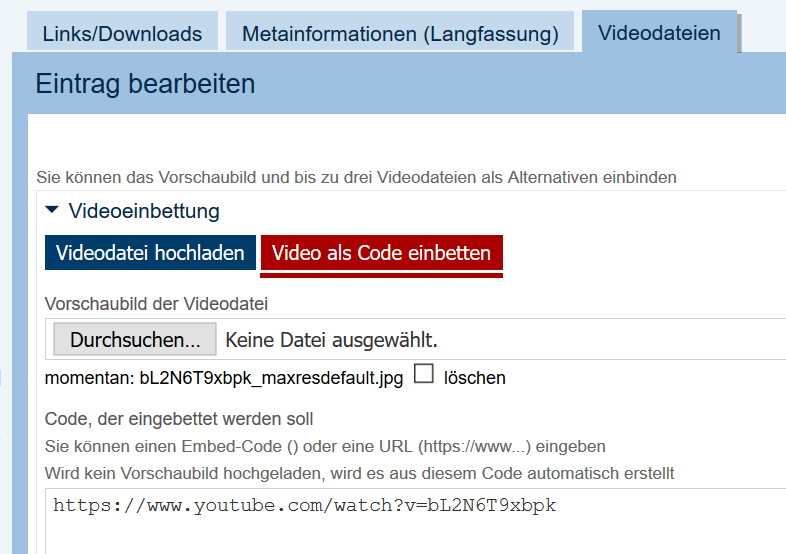 Links/Downloads Metainformationen (Langfassung) Videodateien
Eintrag bearbeiten
Sie können das Vorschaubild und bis zu drei Videodateien als Alternativen einbinden
Videoeinbettung
Videodatei hochladen Video als Code einbetten
Vorschaubild der Videodatei
Durchsuchen... Keine Datei ausgewählt.
momentan: bL2N6T9xbpk_maxresdefault.jpg löschen
Code, der eingebettet werden soll
Sie können einen Embed-Code () oder eine URL (https://www...) eingeben
Wird kein Vorschaubild hochgeladen, wird es aus diesem Code automatisch erstellt
https://www.youtube.com/watch?v=bL2N6T9xbpk